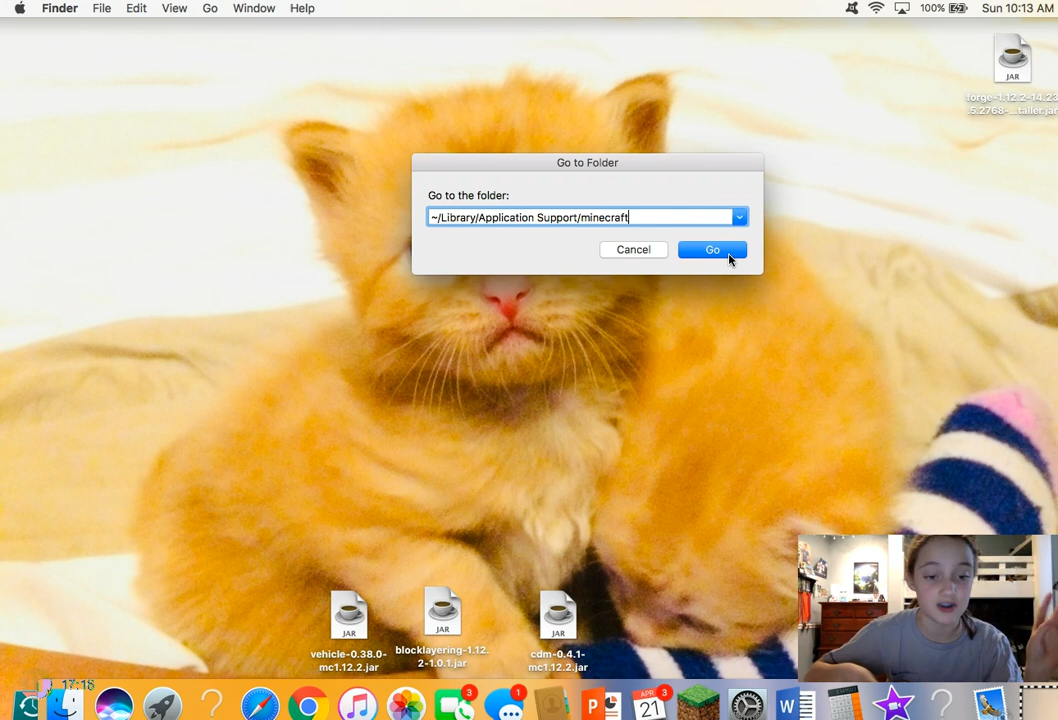 Finder File Edit View Go Window Help 100% Sun 10:13 AM
JAR
forge-1.12.2-14.23
.5.2768-...taller.jar
Go to Folder
Go to the folder:
~/Library/Application Support/minecraft
Cancel Go
JAR
vehicle-0.38.0-
mc1.12.2.jar
JAR
blocklayering-1.12.
2-1.0.1.jar
JAR
cdm-0.4.1-
mc1.12.2.jar
17:18
3
1
APR
21
3
P
W